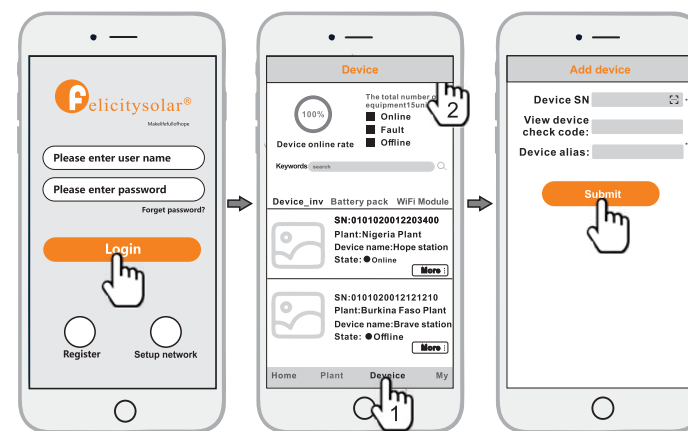 Felicitysolar®
Makelifefullofhope
Please enter user name
Please enter password
Forget password?
Login
Register
Setup network
Device
100%
Device online rate
The total number
equipment15uni
Online
Fault
Offline
2
Keywords search
Device_inv Battery pack WiFi Module
SN:0101020012203400
Plant:Nigeria Plant
Device name:Hope station
State: Online
More
SN:0101020012121210
Plant:Burkina Faso Plant
Device name:Brave station
State: Offline
More
Home Plant Deveice My
1
Add device
Device SN *
View device
check code:
Device alias: *
Submit